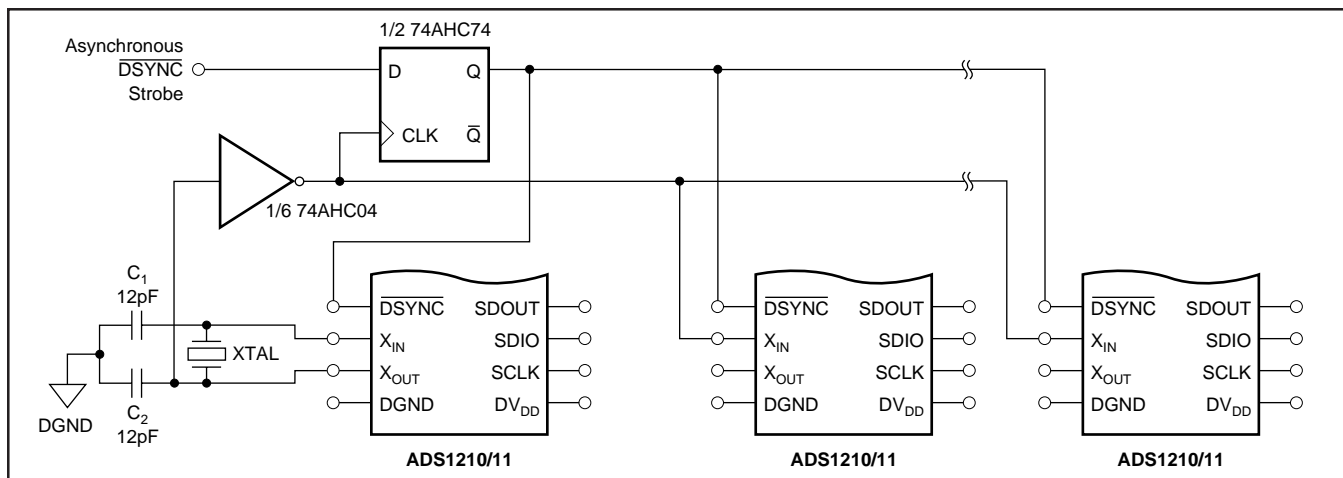 1/2 74AHC74
Asynchronous
DSYNC
Strobe
D
Q
CLK
Q
1/6 74AHC04
C1
12pF
XTAL
DGND
C2
12pF
DSYNC
SDOUT
XIN
SDIO
XOUT
SCLK
DGND
DVDD
ADS1210/11
DSYNC
SDOUT
XIN
SDIO
XOUT
SCLK
DGND
DVDD
ADS1210/11
DSYNC
SDOUT
XIN
SDIO
XOUT
SCLK
DGND
DVDD
ADS1210/11